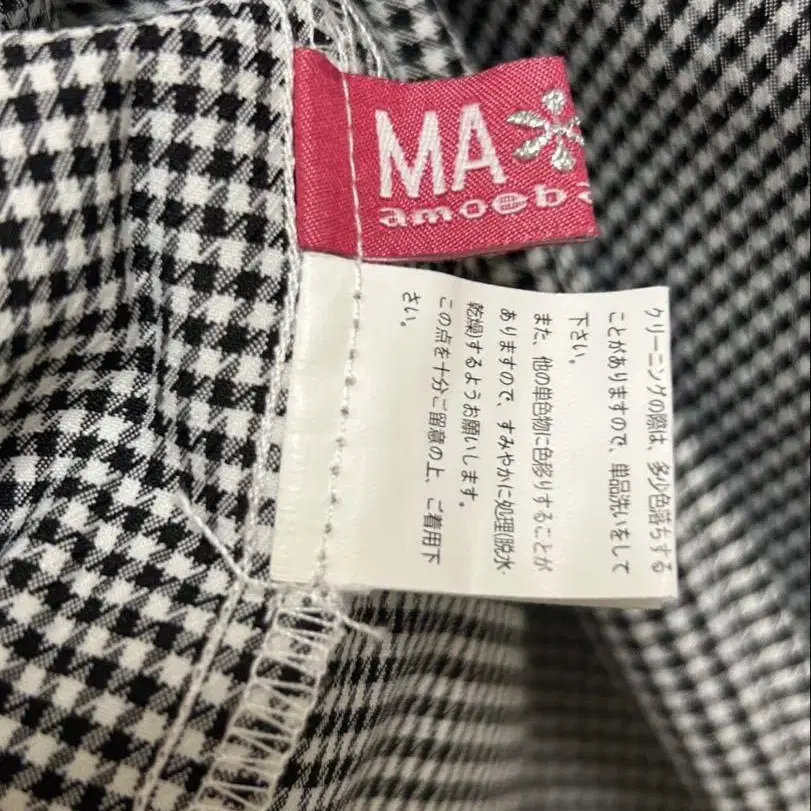 MA
amoeba
クリーニングの際は、多少色落ちする
ことがありますので、単品洗いをして
下さい。
また、他の単色物に色移りすることが
ありますので、すみやかに処理(脱水・
乾燥)するようお願いします。
この点を十分ご留意の上、ご着用下
さい。